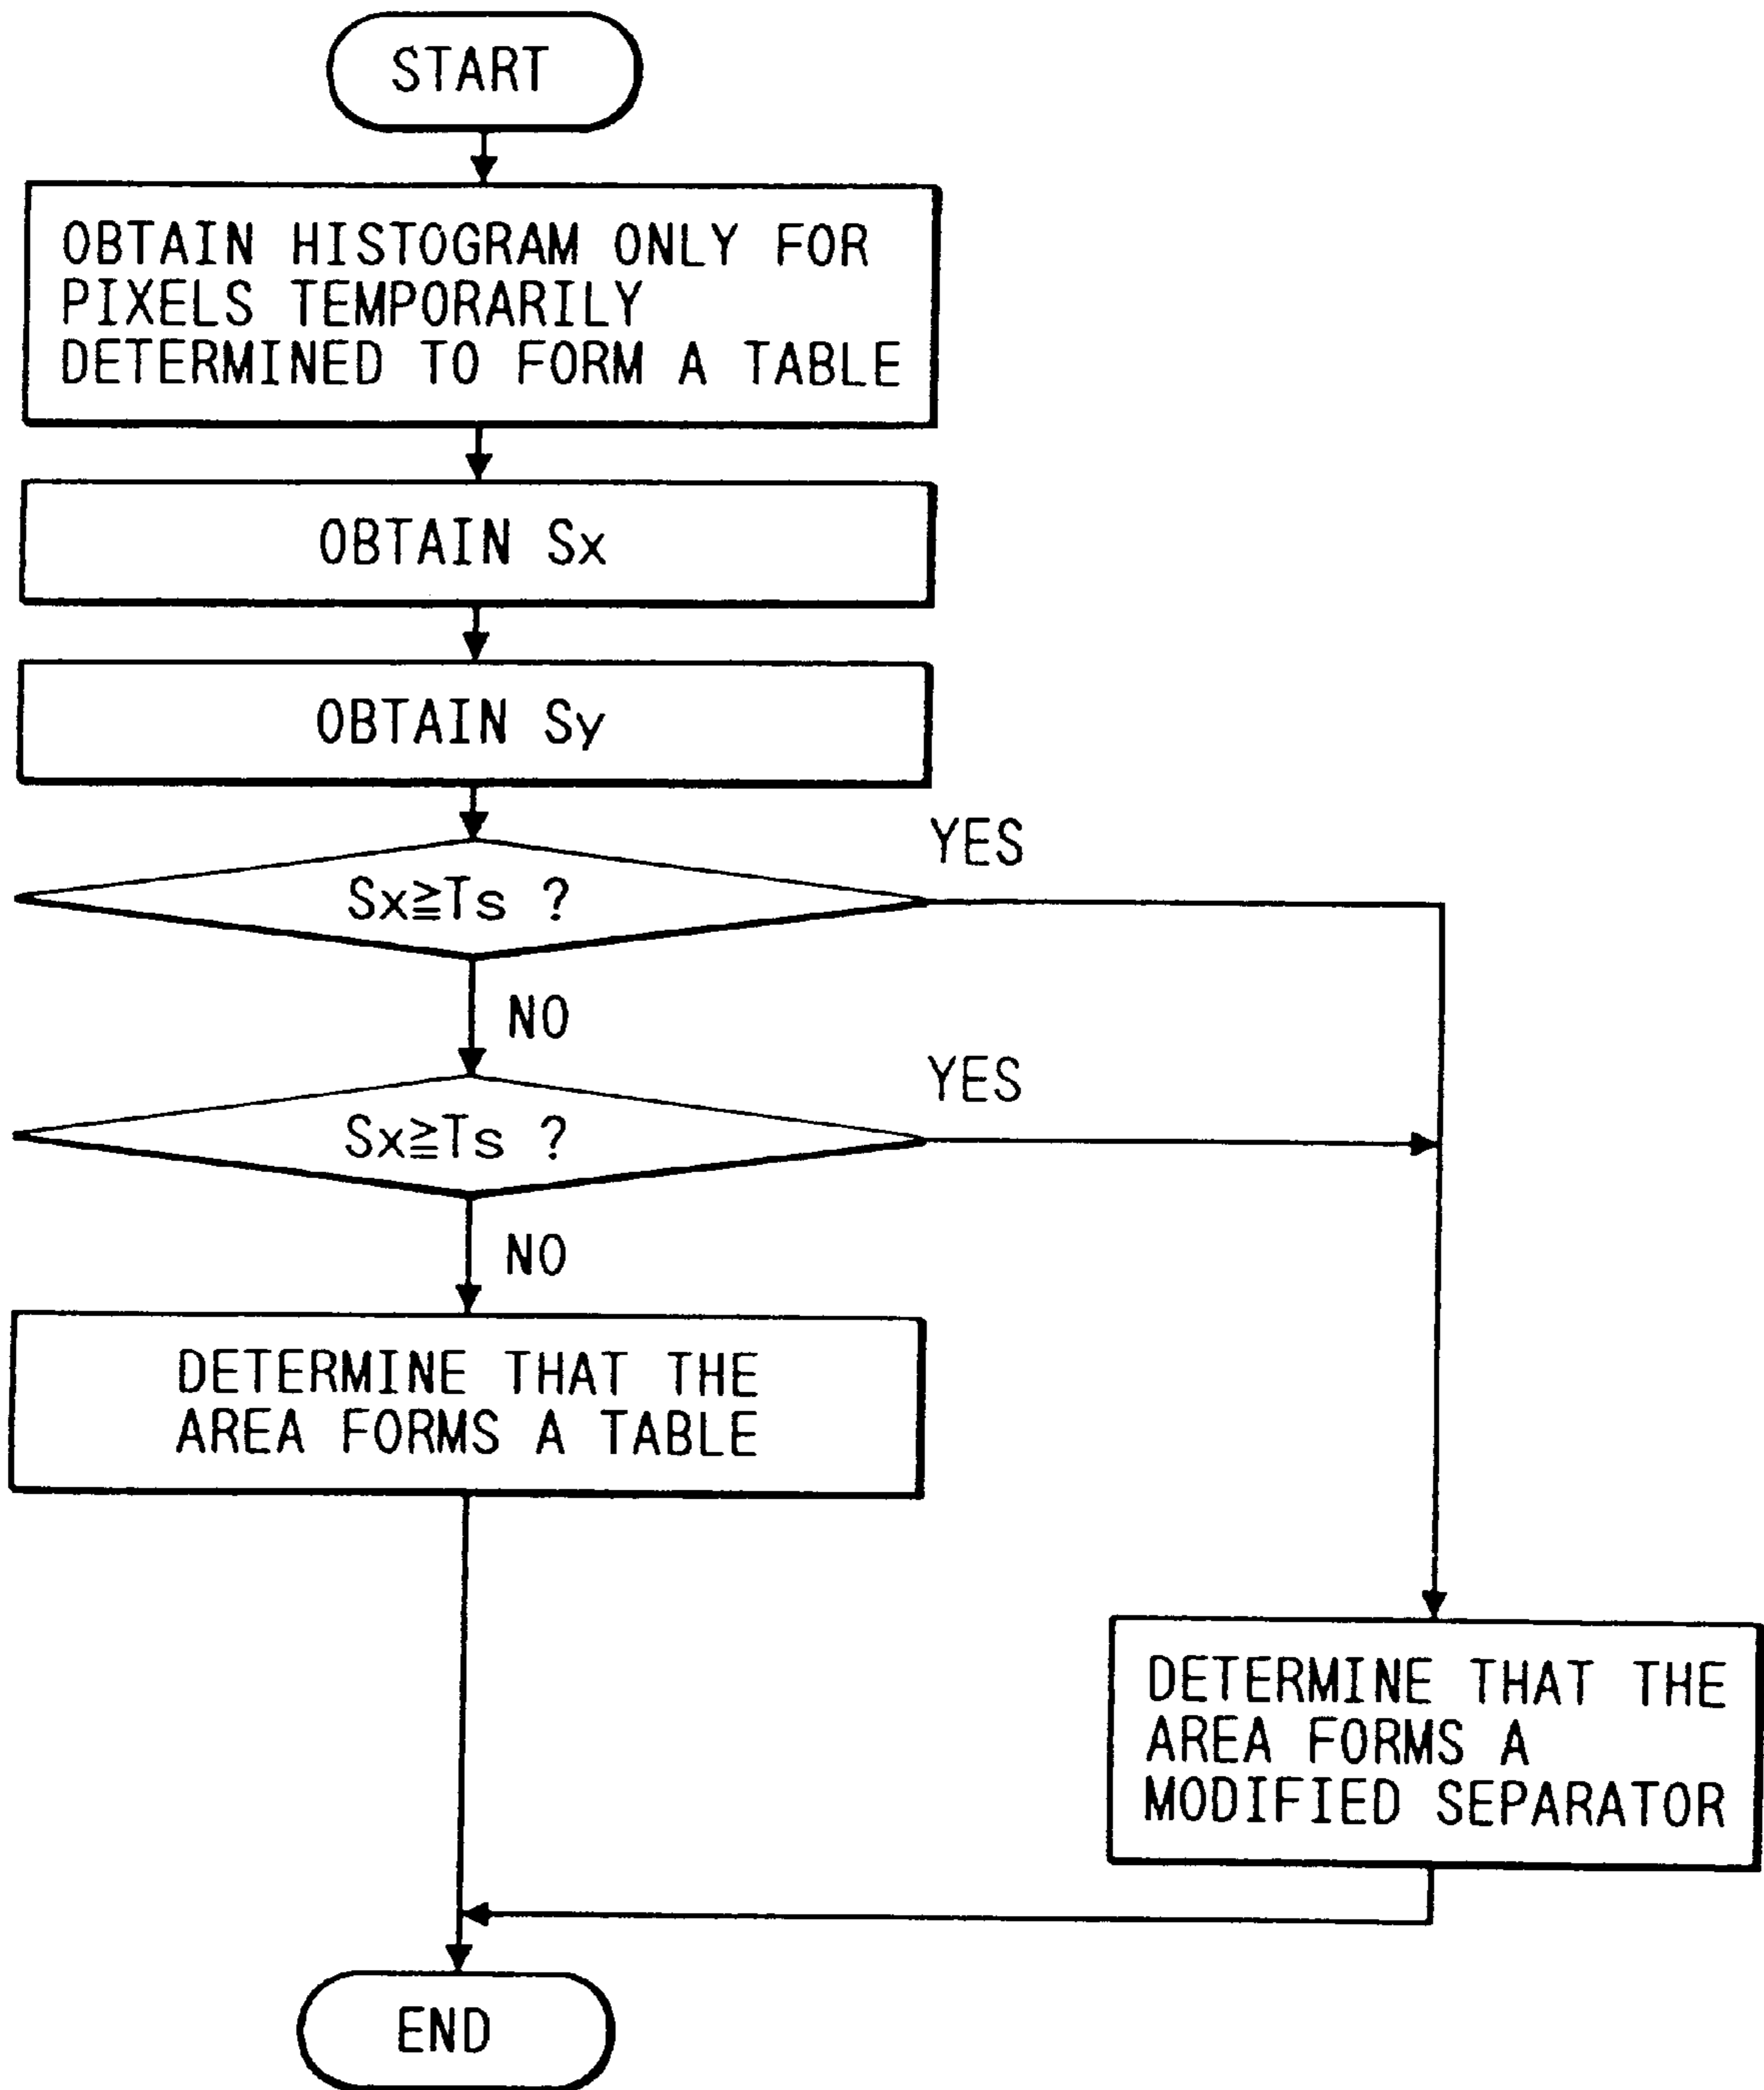 START
OBTAIN HISTOGRAM ONLY FOR
PIXELS TEMPORARILY
DETERMINED TO FORM A TABLE
OBTAIN Sx
OBTAIN Sy
Sx≧Ts ?
YES
NO
Sx≧Ts ?
YES
NO
DETERMINE THAT THE
AREA FORMS A TABLE
DETERMINE THAT THE
AREA FORMS A
MODIFIED SEPARATOR
END